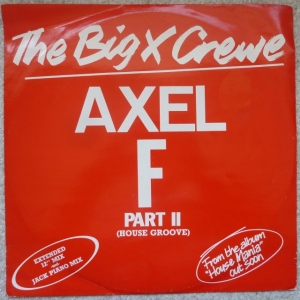 The Big X Crewe
AXEL
F
PART II
(HOUSE GROOVE)
EXTENDED
12" MIX
AND
JACK PIANO MIX
From the album
"House Mania"
out soon